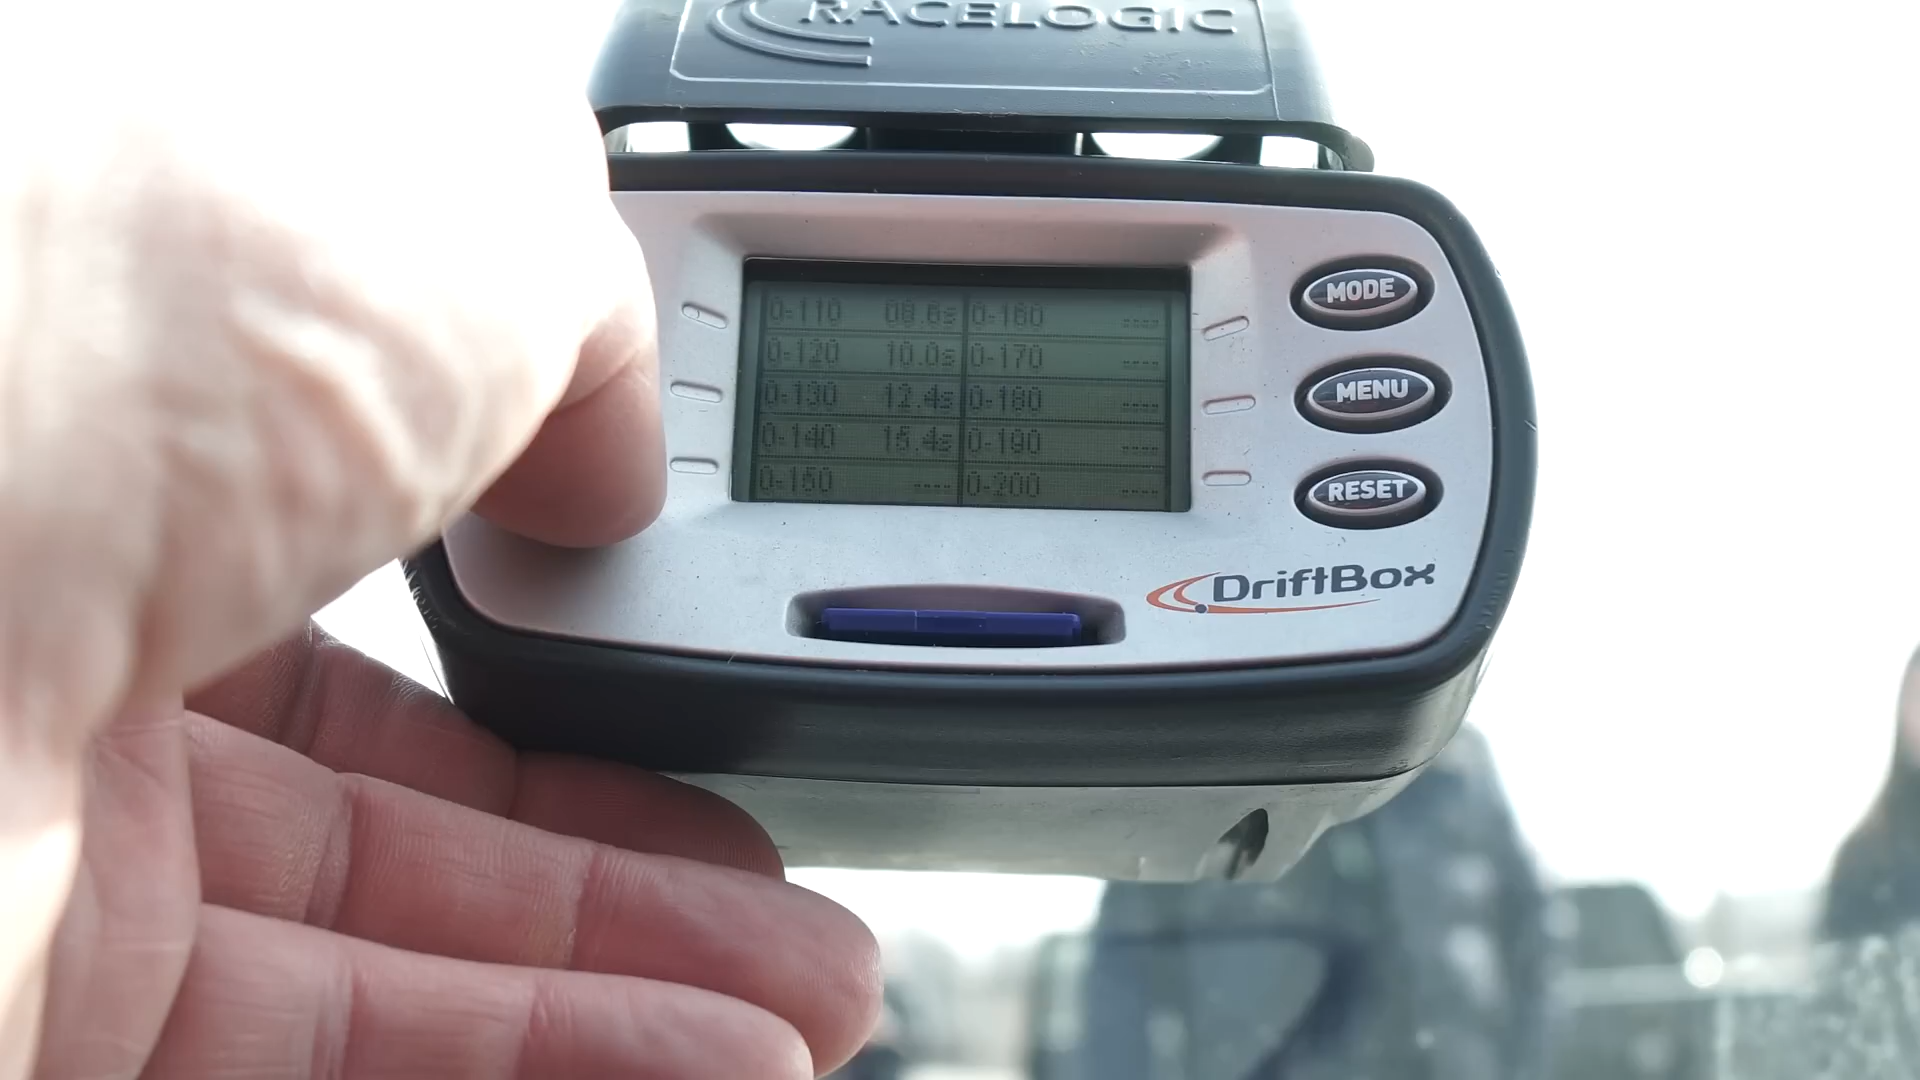 RACELOGIC
0-110 08.6s 0-160 ----
0-120 10.0s 0-170 ----
0-130 12.4s 0-180 ----
0-140 15.4s 0-190 ----
0-150 ---- 0-200 ----
MODE
MENU
RESET
DriftBox